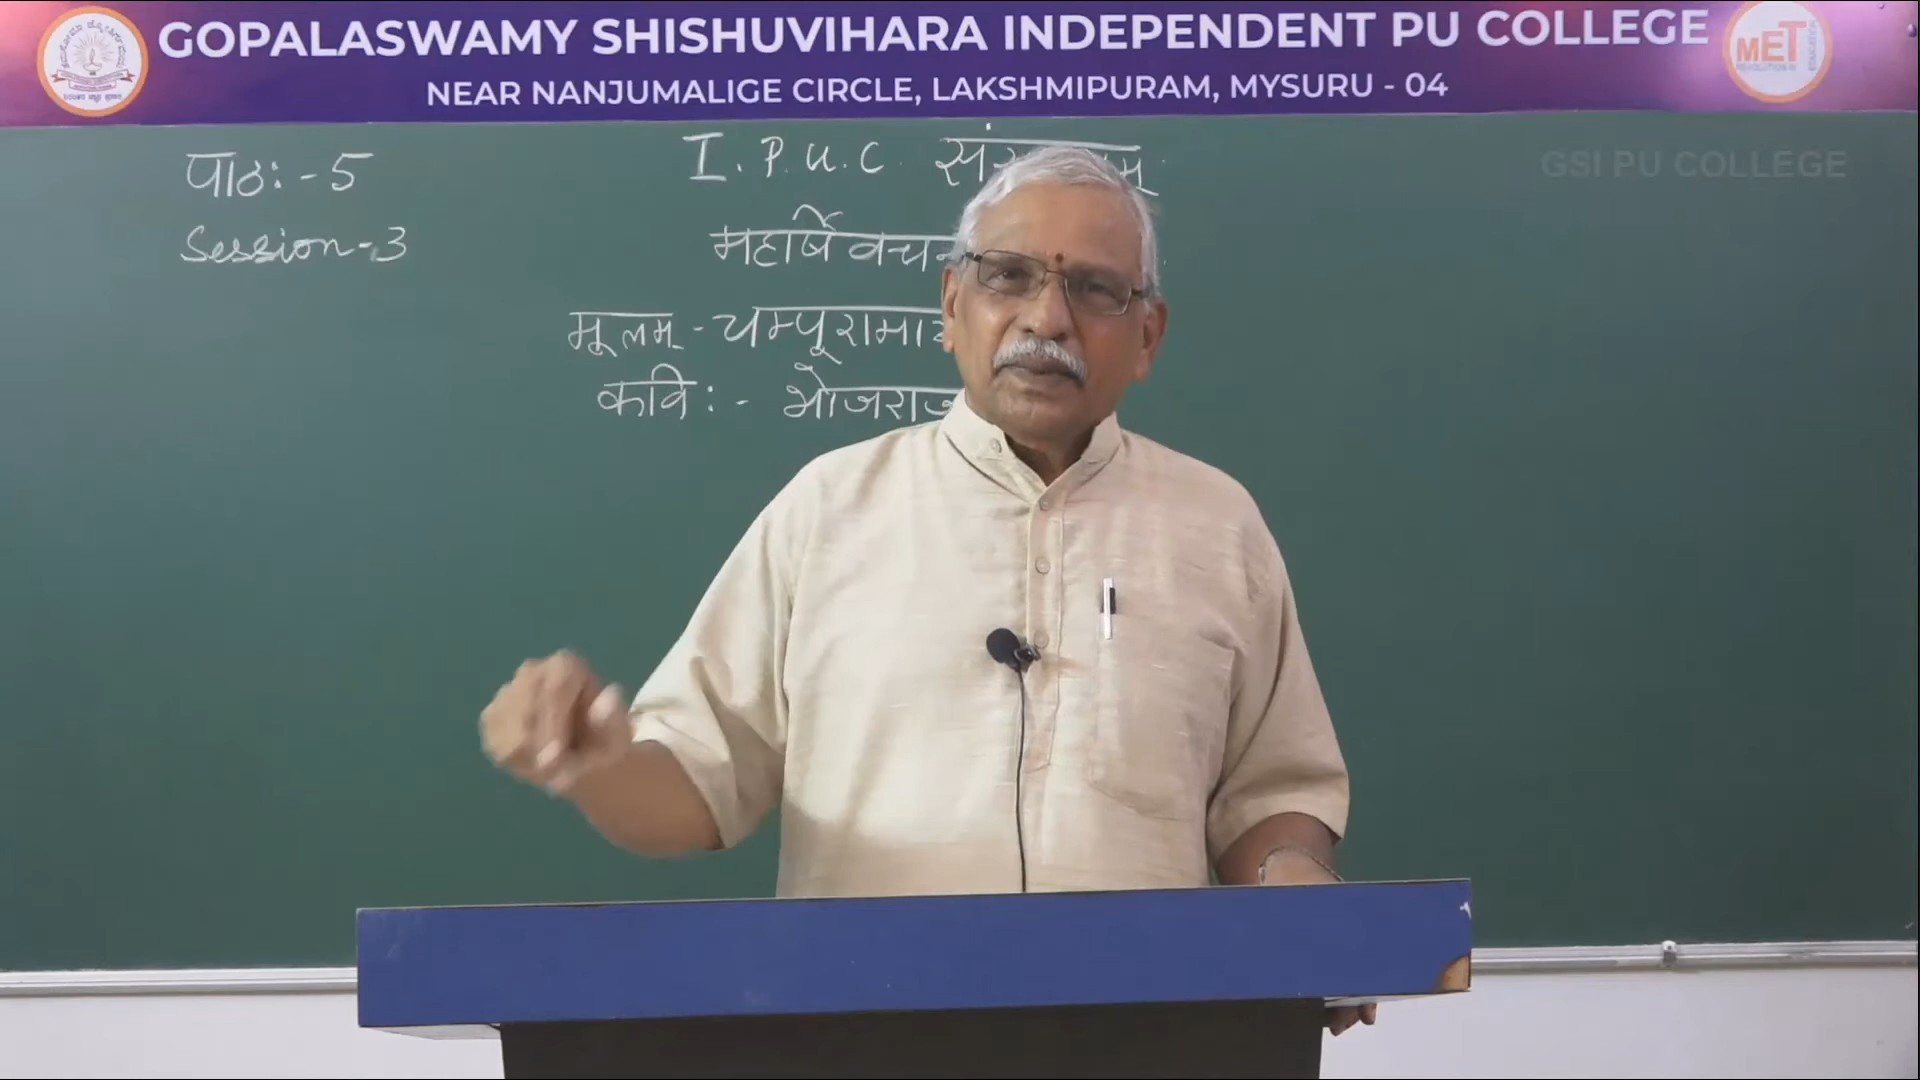 GOPALASWAMY SHISHUVIHARA INDEPENDENT PU COLLEGE
NEAR NANJUMALIGE CIRCLE, LAKSHMIPURAM, MYSURU - 04
MET
GSI PU COLLEGE
पाठः - 5
Session - 3
I. P. U. C.
मूलम् -
कविः -